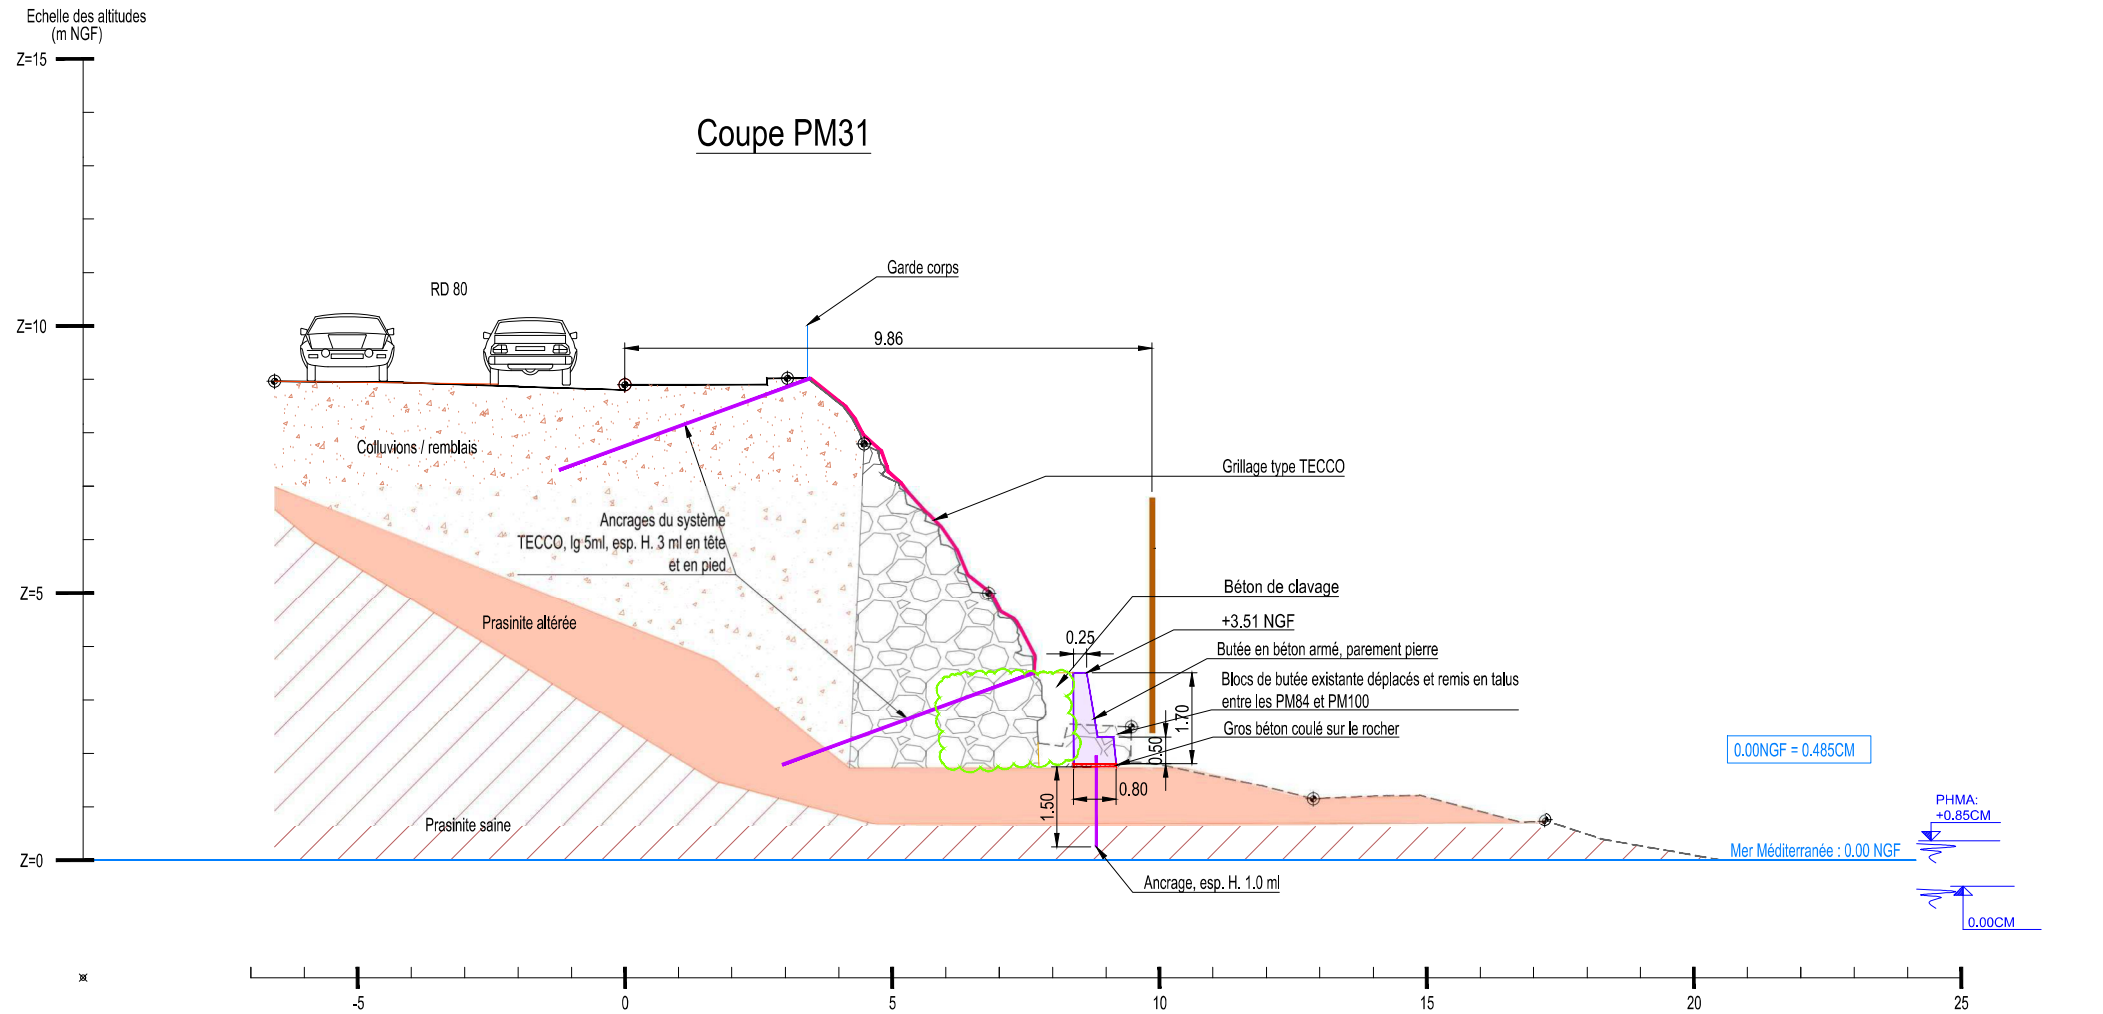 Echelle des altitudes
(m NGF)
Z=15
Coupe PM31
Garde corps
RD 80
Z=10
9.86
Colluvions / remblais
Grillage type TECCO
Ancrages du système
TECCO, lg 5ml, esp. H. 3 ml en tête
et en pied
Z=5
Béton de clavage
Prasinite altérée
+3.51 NGF
0.25
Butée en béton armé, parement pierre
Blocs de butée existante déplacés et remis en talus
entre les PM84 et PM100
1.70
Gros béton coulé sur le rocher
0.50
0.00NGF = 0.485CM
0.80
1.50
PHMA:
+0.85CM
Prasinite saine
Mer Méditerranée : 0.00 NGF
Z=0
Ancrage, esp. H. 1.0 ml
0.00CM
-5
0
5
10
15
20
25